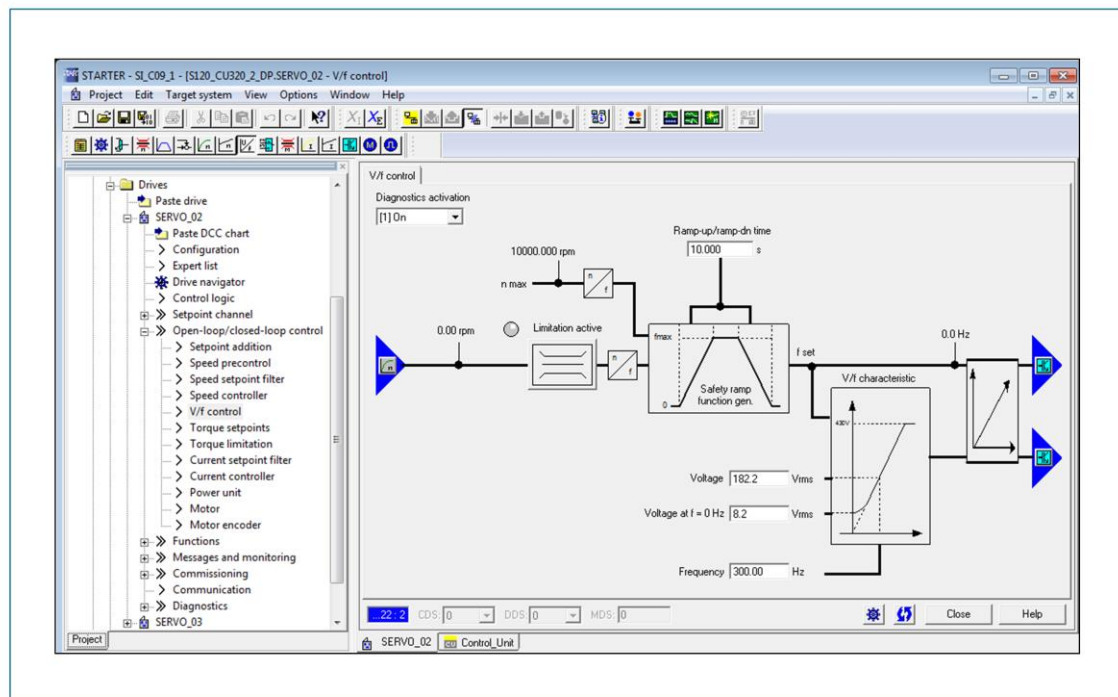 STARTER - SI_C09_1 - [S120_CU320_2_DP.SERVO_02 - V/f control]
Project Edit Target system View Options Window Help
Drives
Paste drive
SERVO_02
Paste DCC chart
Configuration
Expert list
Drive navigator
Control logic
Setpoint channel
Open-loop/closed-loop control
Setpoint addition
Speed precontrol
Speed setpoint filter
Speed controller
V/f control
Torque setpoints
Torque limitation
Current setpoint filter
Current controller
Power unit
Motor
Motor encoder
Functions
Messages and monitoring
Commissioning
Communication
Diagnostics
SERVO_03
Project
V/f control
Diagnostics activation
[1] On
Ramp-up/ramp-dn time
10.000 s
10000.000 rpm
n max
n
f
0.00 rpm
Limitation active
n
f
fmax
0
Safety ramp
function gen.
f set
0.0 Hz
V/f characteristic
Voltage 182.2 Vrms
Voltage at f = 0 Hz 8.2 Vrms
Frequency 300.00 Hz
...22 : 2 CDS: 0 DDS: 0 MDS: 0
Close Help
SERVO_02 Control_Unit